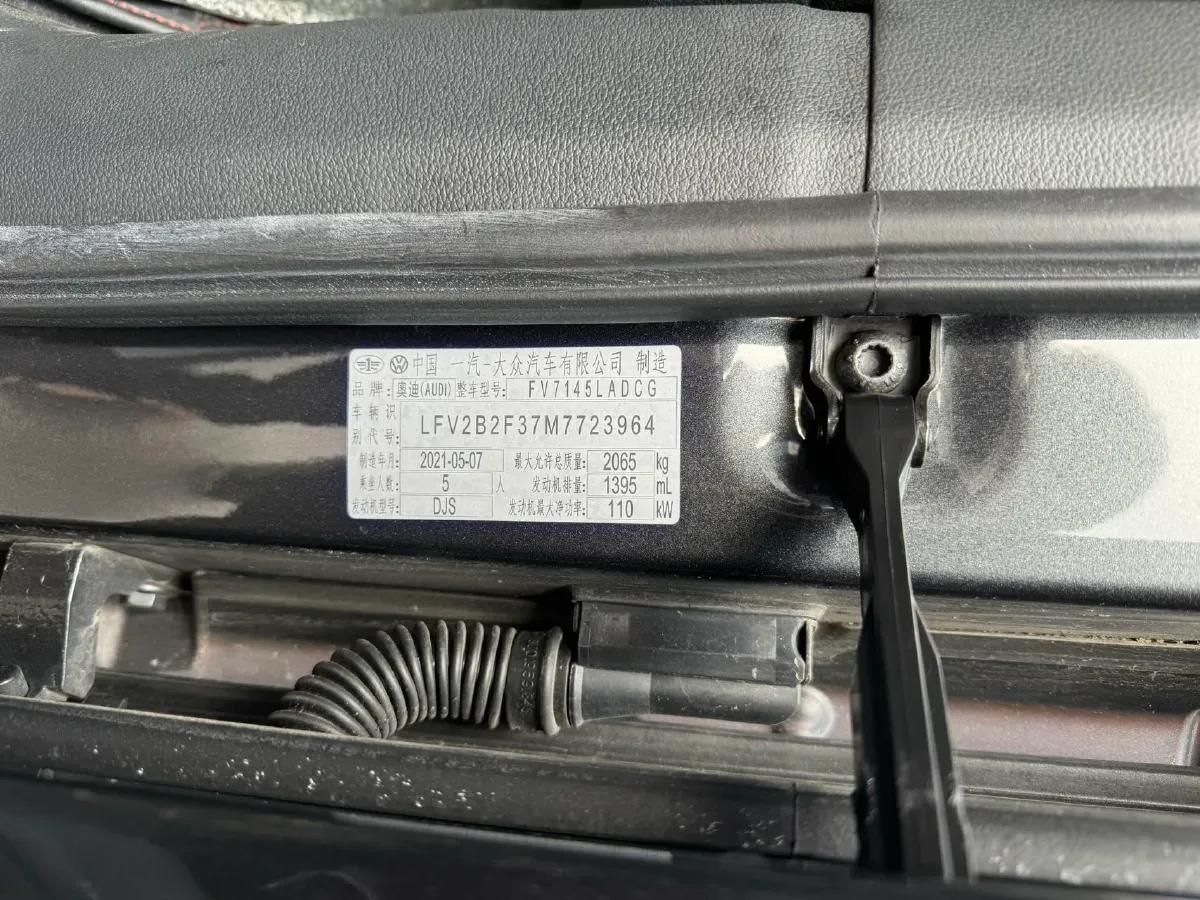 中国 一汽-大众汽车有限公司 制造
品牌: 奥迪(AUDI) 整车型号: FV7145LADCG
车辆识别代号: LFV2B2F37M7723964
制造年月: 2021-05-07 最大允许总质量: 2065 kg
乘坐人数: 5 人 发动机排量: 1395 mL
发动机型号: DJS 发动机最大净功率: 110 kW